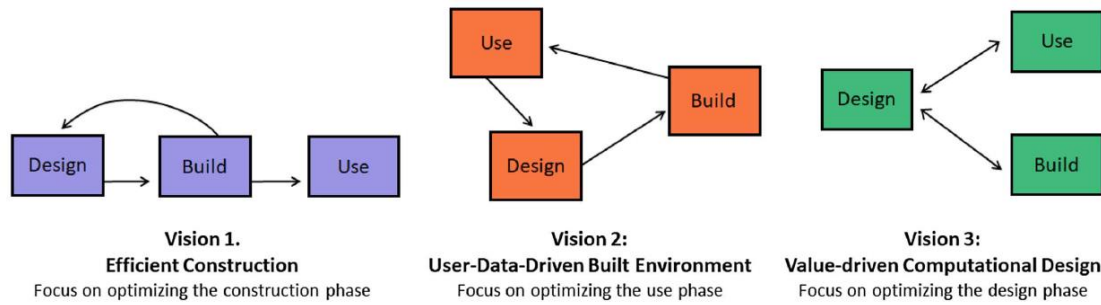 Design
Build
Use
Vision 1.
Efficient Construction
Focus on optimizing the construction phase
Use
Build
Design
Vision 2:
User-Data-Driven Built Environment
Focus on optimizing the use phase
Use
Design
Build
Vision 3:
Value-driven Computational Design
Focus on optimizing the design phase